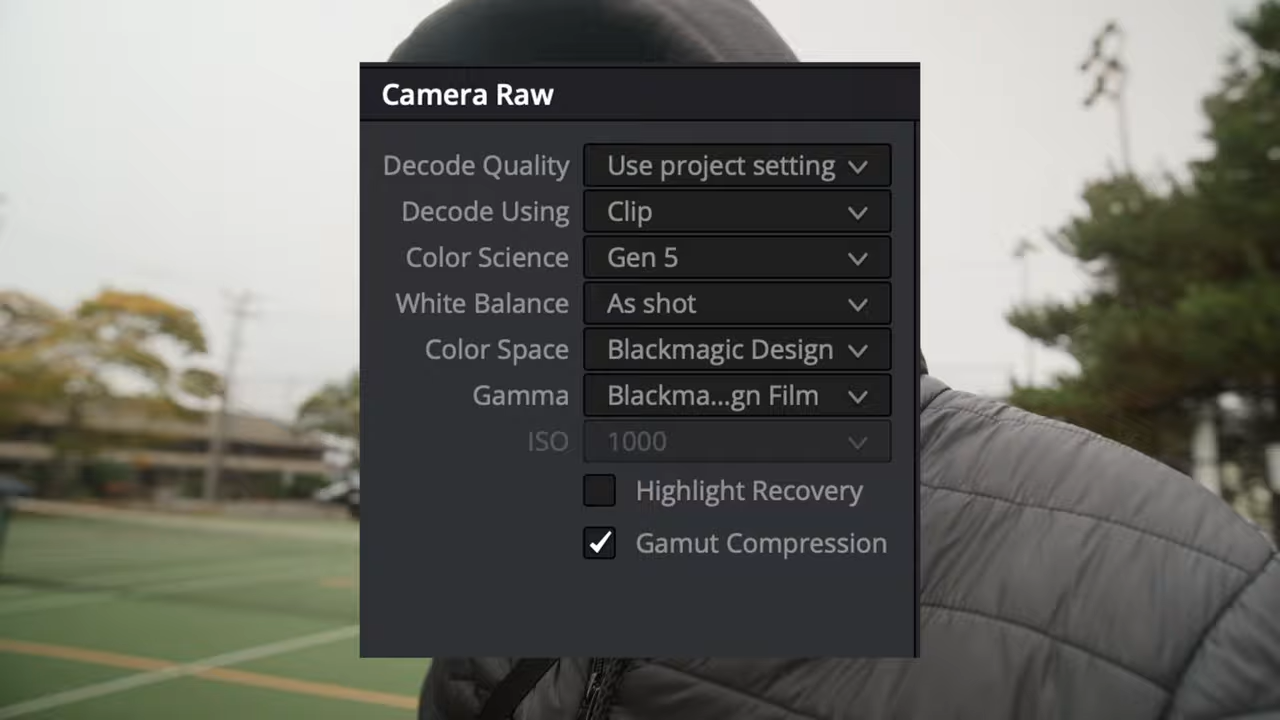 Camera Raw
Decode Quality Use project setting
Decode Using Clip
Color Science Gen 5
White Balance As shot
Color Space Blackmagic Design
Gamma Blackma...gn Film
ISO 1000
Highlight Recovery
Gamut Compression